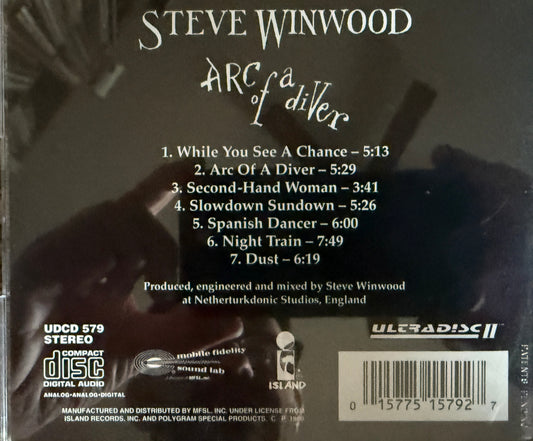 STEVE WINWOOD
ARC of a diver
1. While You See A Chance – 5:13
2. Arc Of A Diver – 5:29
3. Second-Hand Woman – 3:41
4. Slowdown Sundown – 5:26
5. Spanish Dancer – 6:00
6. Night Train – 7:49
7. Dust – 6:19
Produced, engineered and mixed by Steve Winwood
at Netherturkdonic Studios, England
UDCD 579
STEREO
COMPACT
disc
DIGITAL AUDIO
ANALOG-ANALOG-DIGITAL
mobile fidelity
sound lab
ISLAND
ULTRADISC II
0 15775 15792 7
MANUFACTURED AND DISTRIBUTED BY MFSL, INC. UNDER LICENSE FROM
ISLAND RECORDS, INC. AND POLYGRAM SPECIAL PRODUCTS. C P